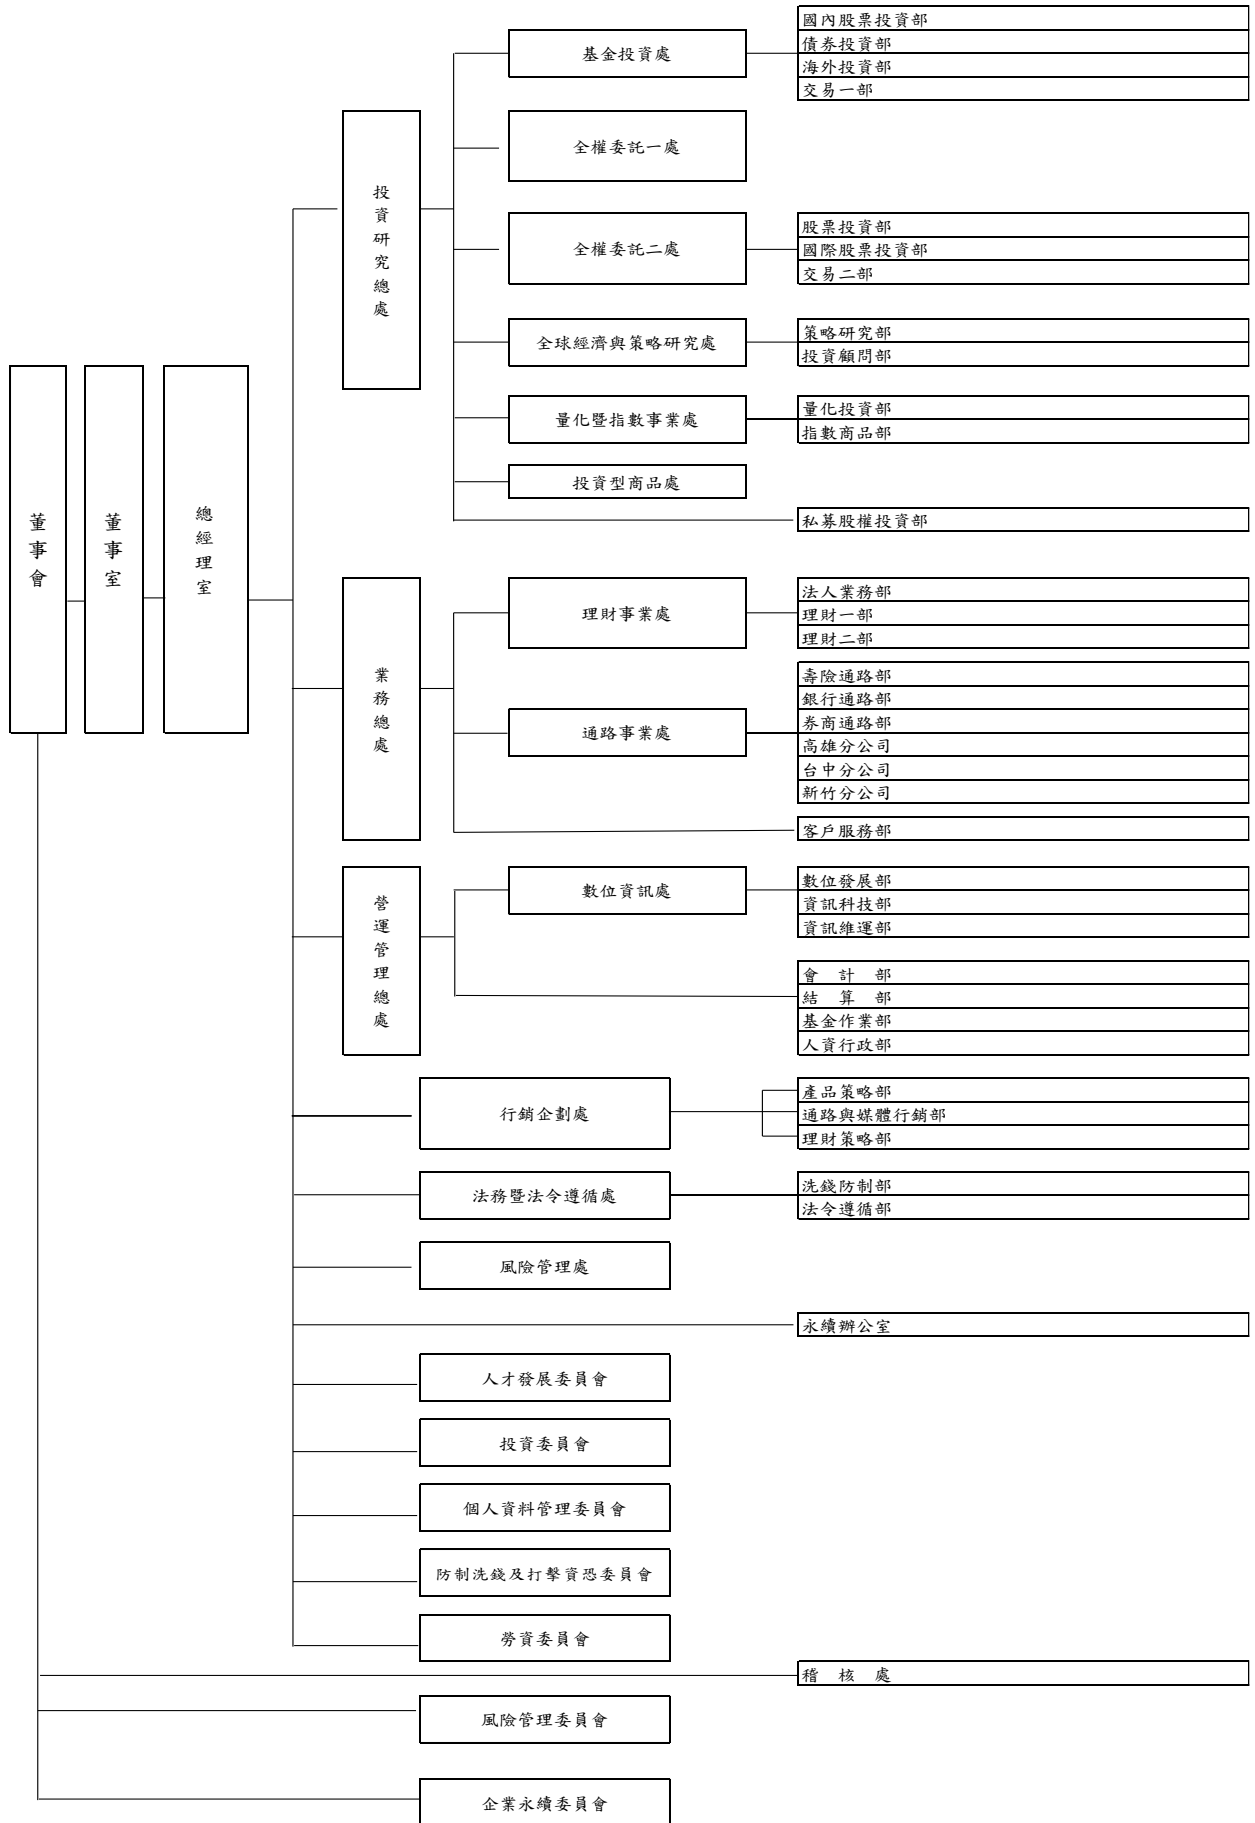 董事會
董事室
總經理室
投資研究總處
基金投資處
國內股票投資部
債券投資部
海外投資部
交易一部
全權委託一處
全權委託二處
股票投資部
國際股票投資部
交易二部
全球經濟與策略研究處
策略研究部
投資顧問部
量化暨指數事業處
量化投資部
指數商品部
投資型商品處
私募股權投資部
業務總處
理財事業處
法人業務部
理財一部
理財二部
通路事業處
壽險通路部
銀行通路部
券商通路部
高雄分公司
台中分公司
新竹分公司
客戶服務部
營運管理總處
數位資訊處
數位發展部
資訊科技部
資訊維運部
會 計 部
結 算 部
基金作業部
人資行政部
行銷企劃處
產品策略部
通路與媒體行銷部
理財策略部
法務暨法令遵循處
洗錢防制部
法令遵循部
風險管理處
永續辦公室
人才發展委員會
投資委員會
個人資料管理委員會
防制洗錢及打擊資恐委員會
勞資委員會
稽 核 處
風險管理委員會
企業永續委員會